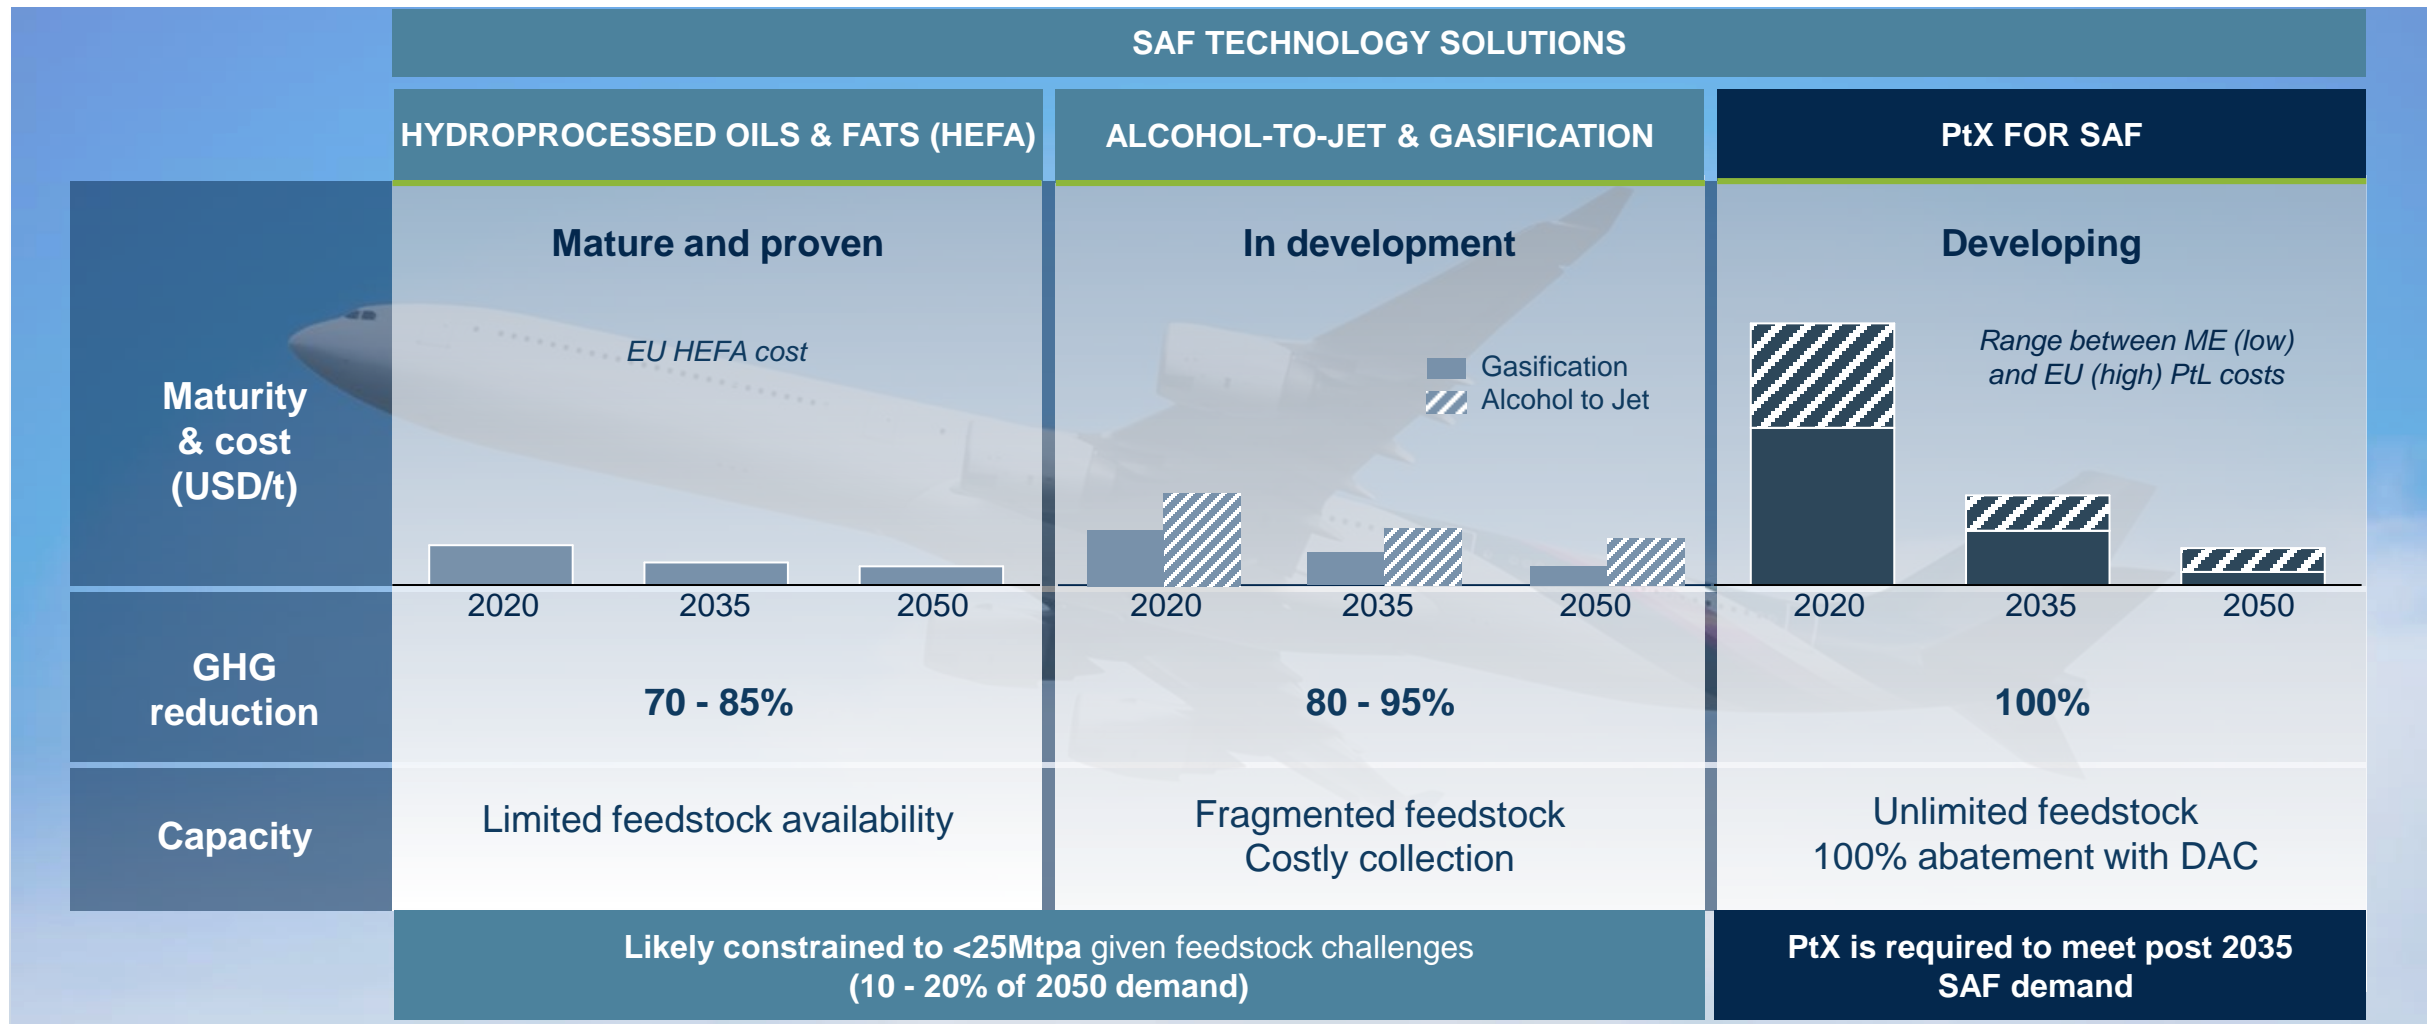 SAF TECHNOLOGY SOLUTIONS
HYDROPROCESSED OILS & FATS (HEFA)
ALCOHOL-TO-JET & GASIFICATION
PtX FOR SAF
Maturity
& cost
(USD/t)
Mature and proven
EU HEFA cost
2020
2035
2050
In development
Gasification
Alcohol to Jet
2020
2035
2050
Developing
Range between ME (low)
and EU (high) PtL costs
2020
2035
2050
GHG
reduction
70 - 85%
80 - 95%
100%
Capacity
Limited feedstock availability
Fragmented feedstock
Costly collection
Unlimited feedstock
100% abatement with DAC
Likely constrained to <25Mtpa given feedstock challenges
(10 - 20% of 2050 demand)
PtX is required to meet post 2035
SAF demand